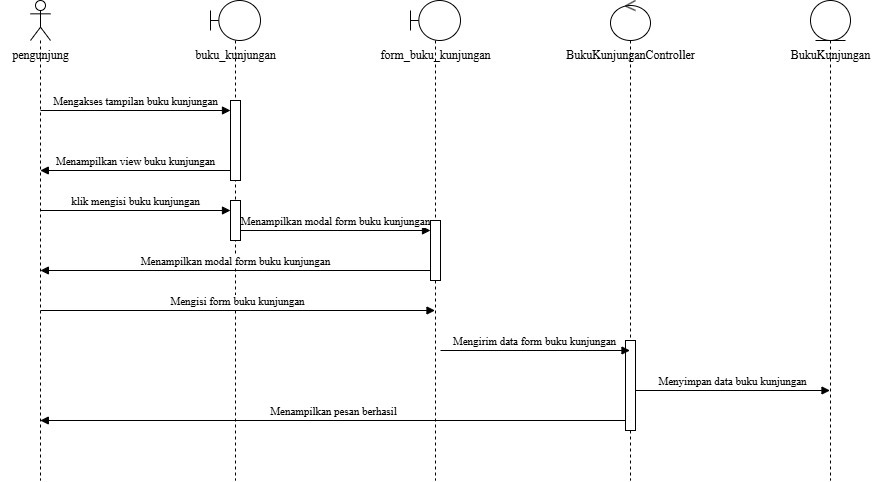 pengunjung
buku_kunjungan
form_buku_kunjungan
BukuKunjunganController
BukuKunjungan
Mengakses tampilan buku kunjungan
Menampilkan view buku kunjungan
klik mengisi buku kunjungan
Menampilkan modal form buku kunjungan
Menampilkan modal form buku kunjungan
Mengisi form buku kunjungan
Mengirim data form buku kunjungan
Menyimpan data buku kunjungan
Menampilkan pesan berhasil